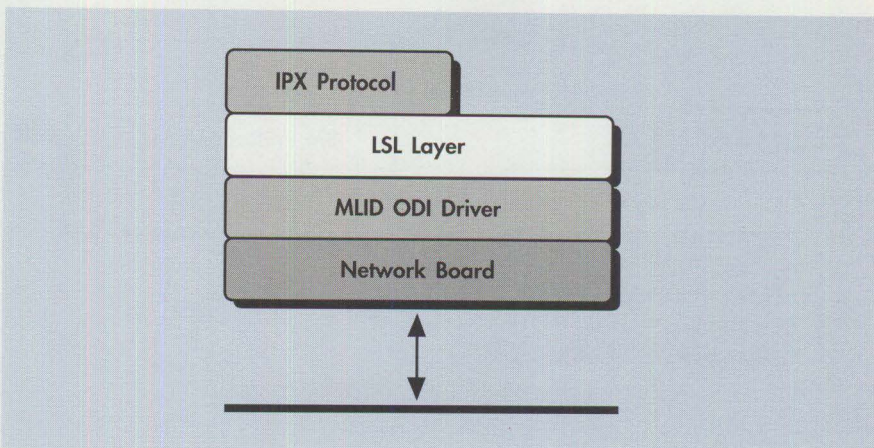 IPX Protocol
LSL Layer
MLID ODI Driver
Network Board